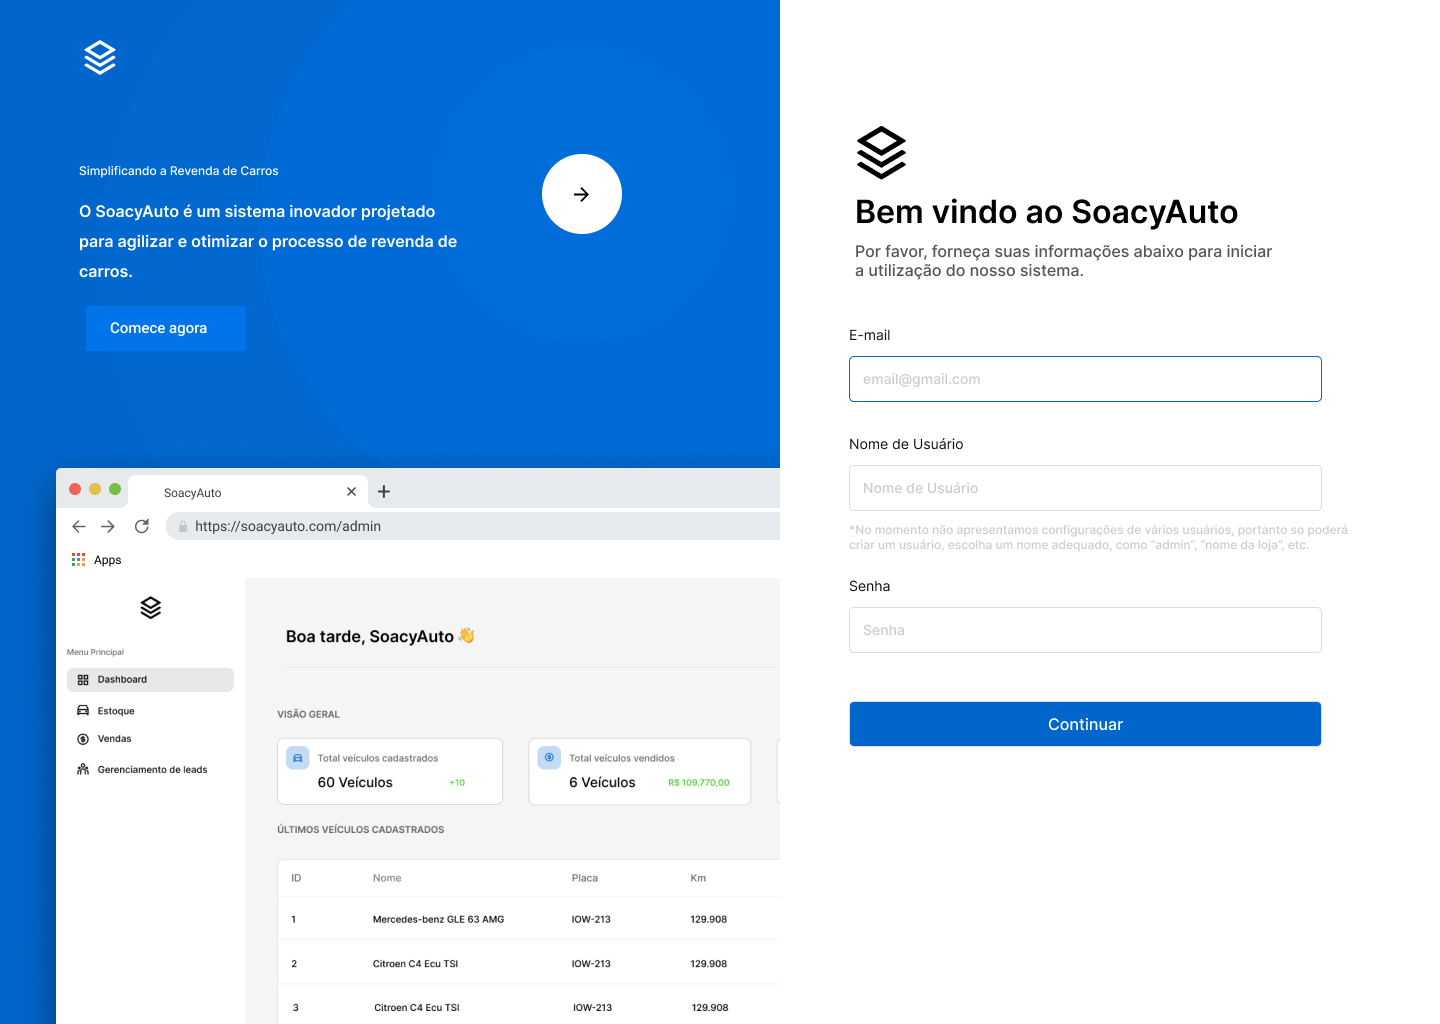 Simplificando a Revenda de Carros
O SoacyAuto é um sistema inovador projetado
para agilizar e otimizar o processo de revenda de
carros.
Comece agora
SoacyAuto
https://soacyauto.com/admin
Apps
Menu Principal
Dashboard
Estoque
Vendas
Gerenciamento de leads
Boa tarde, SoacyAuto 👋
VISÃO GERAL
Total veículos cadastrados
60 Veículos +10
Total veículos vendidos
6 Veículos R$ 109.770,00
ÚLTIMOS VEÍCULOS CADASTRADOS
ID Nome Placa Km
1 Mercedes-benz GLE 63 AMG IOW-213 129.908
2 Citroen C4 Ecu TSI IOW-213 129.908
3 Citroen C4 Ecu TSI IOW-213 129.908
Bem vindo ao SoacyAuto
Por favor, forneça suas informações abaixo para iniciar
a utilização do nosso sistema.
E-mail
email@gmail.com
Nome de Usuário
Nome de Usuário
*No momento não apresentamos configurações de vários usuários, portanto so poderá
criar um usuário, escolha um nome adequado, como “admin”, “nome da loja”, etc.
Senha
Senha
Continuar